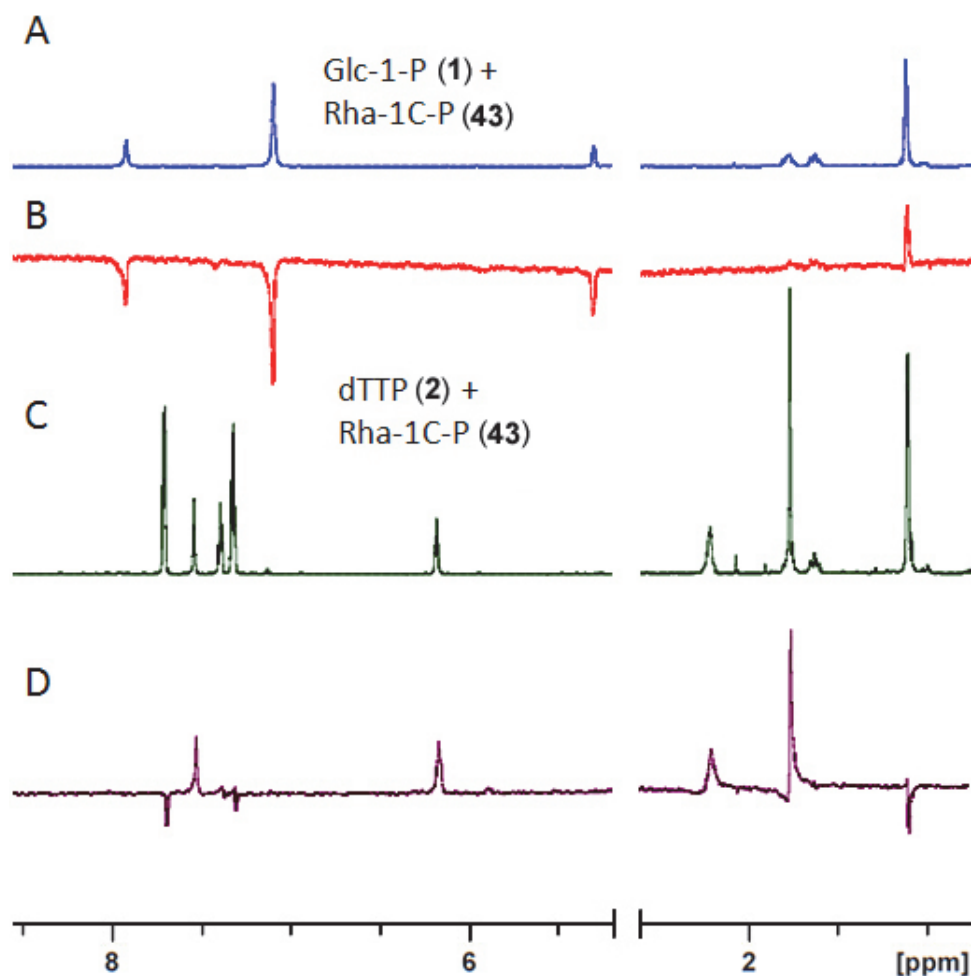 A
Glc-1-P (1) +
Rha-1C-P (43)
B
dTTP (2) +
Rha-1C-P (43)
C
D
8
6
2
[ppm]